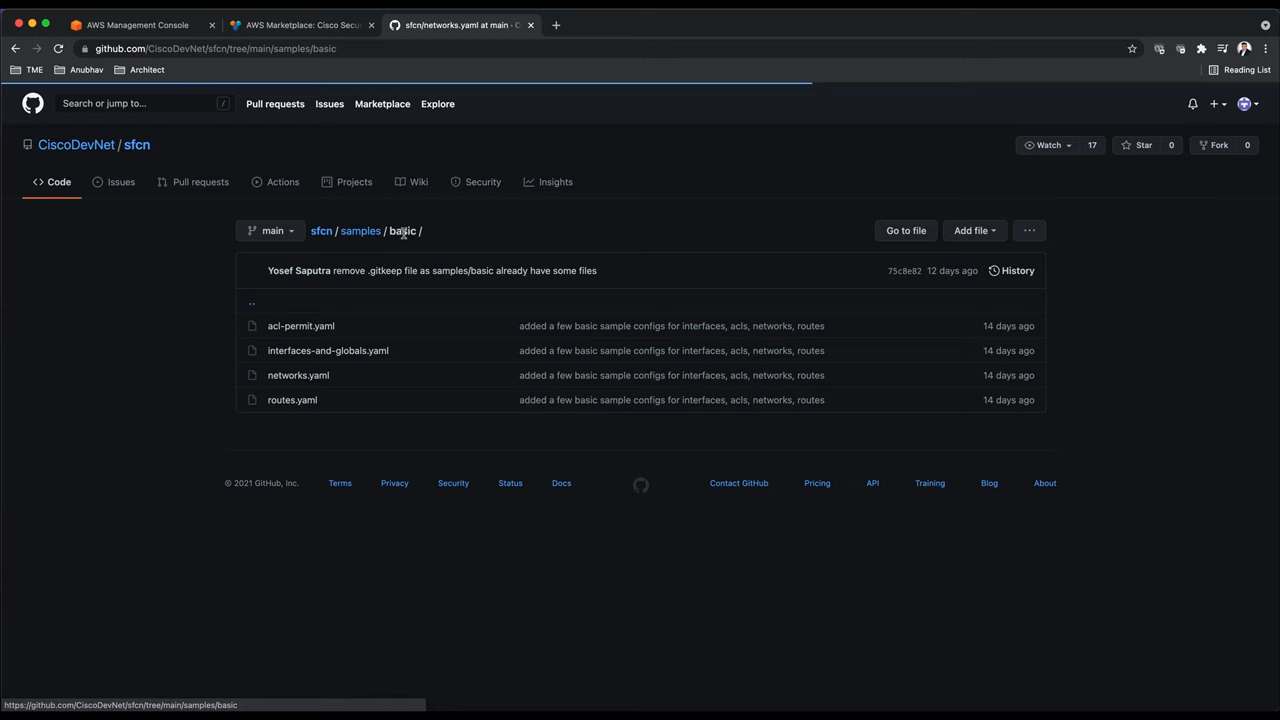 AWS Management Console
AWS Marketplace: Cisco Secu
sfcn/networks.yaml at main · C
github.com/CiscoDevNet/sfcn/tree/main/samples/basic
TME
Anubhav
Architect
Reading List
Search or jump to...
/
Pull requests
Issues
Marketplace
Explore
CiscoDevNet / sfcn
Watch 17
Star 0
Fork 0
Code
Issues
Pull requests
Actions
Projects
Wiki
Security
Insights
main
sfcn / samples / basic /
Go to file
Add file
Yosef Saputra remove .gitkeep file as samples/basic already have some files
75c8e82 12 days ago
History
..
acl-permit.yaml added a few basic sample configs for interfaces, acls, networks, routes 14 days ago
interfaces-and-globals.yaml added a few basic sample configs for interfaces, acls, networks, routes 14 days ago
networks.yaml added a few basic sample configs for interfaces, acls, networks, routes 14 days ago
routes.yaml added a few basic sample configs for interfaces, acls, networks, routes 14 days ago
© 2021 GitHub, Inc.
Terms
Privacy
Security
Status
Docs
Contact GitHub
Pricing
API
Training
Blog
About
https://github.com/CiscoDevNet/sfcn/tree/main/samples/basic